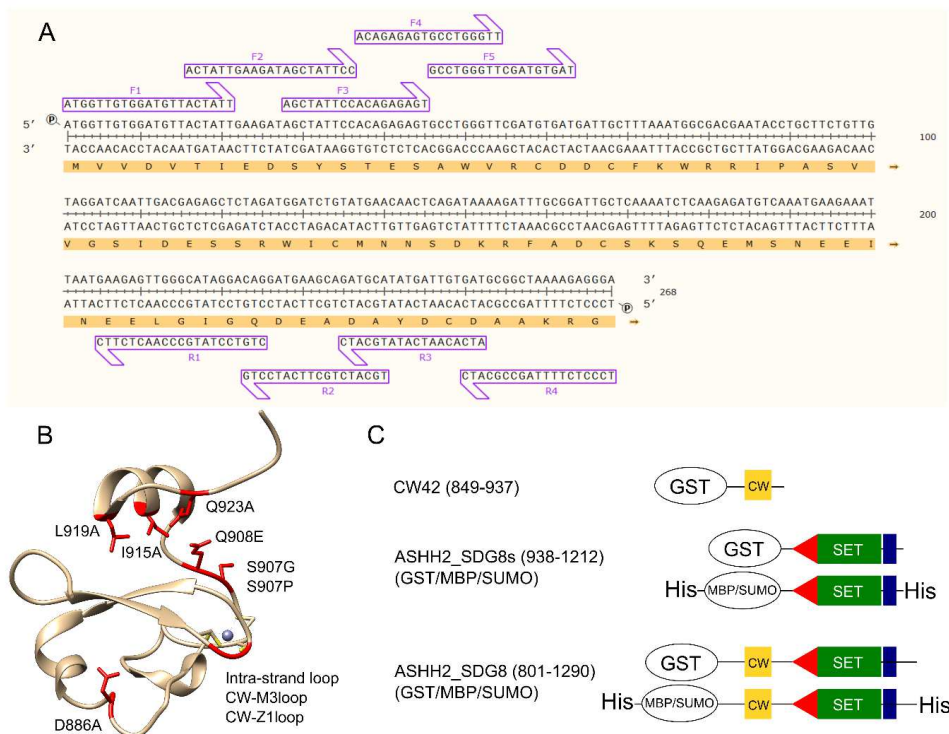 A
F4
ACAGAGAGTGCCTGGGTT
F2
ACTATTGAAGATAGCTATTCC
F5
GCCTGGGTTCGATGTGAT
F1
ATGGTTGTGGATGTTACTATT
F3
AGCTATTCCACAGAGAGT
5′ P ATGGTTGTGGATGTTACTATTGAAGATAGCTATTCCACAGAGAGTGCCTGGGTTCGATGTGATGATTGCTTTAAATGGCGACGAATACCTGCTTCTGTTG
100
3′ TACCAACACCTACAATGATAACTTCTATCGATAAGGTGTCTCTCACGGACCCAAGCTACACTACTAACGAAATTTACCGCTGCTTATGGACGAAGACAAC
M V V D V T I E D S Y S T E S A W V R C D D C F K W R R I P A S V
TAGGATCAATTGACGAGAGCTCTAGATGGATCTGTATGAACAACTCAGATAAAAGATTTGCGGATTGCTCAAAATCTCAAGAGATGTCAAATGAAGAAAT
200
ATCCTAGTTAACTGCTCTCGAGATCTACCTAGACATACTTGTTGAGTCTATTTTCTAAACGCCTAACGAGTTTTAGAGTTCTCTACAGTTTACTTCTTTA
V G S I D E S S R W I C M N N S D K R F A D C S K S Q E M S N E E I
TAATGAAGAGTTGGGCATAGGACAGGATGAAGCAGATGCATATGATTGTGATGCGGCTAAAAGAGGGA 3′
268
ATTACTTCTCAACCCGTATCCTGTCCTACTTCGTCTACGTATACTAACACTACGCCGATTTTCTCCCT P 5′
N E E L G I G Q D E A D A Y D C D A A K R G
CTTCTCAACCCGTATCCTGTC
R1
CTACGTATACTAACACTA
R3
GTCCTACTTCGTCTACGT
R2
CTACGCCGATTTTCTCCCT
R4
B
Q923A
L919A
I915A
Q908E
S907G
S907P
Intra-strand loop
CW-M3loop
CW-Z1loop
D886A
C
CW42 (849-937)
GST CW
ASHH2_SDG8s (938-1212)
(GST/MBP/SUMO)
GST SET
His MBP/SUMO SET His
ASHH2_SDG8 (801-1290)
(GST/MBP/SUMO)
GST CW SET
His MBP/SUMO CW SET His